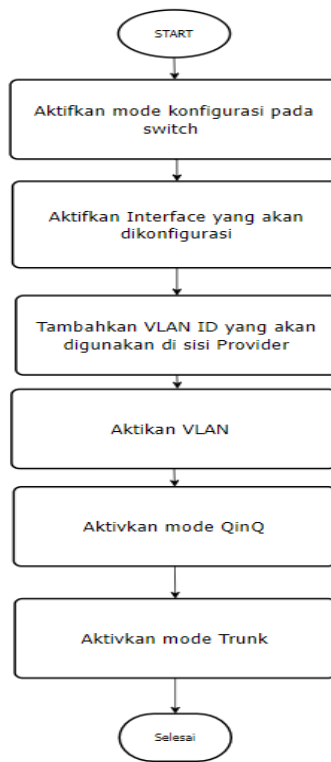 START
Aktifkan mode konfigurasi pada
switch
Aktifkan Interface yang akan
dikonfigurasi
Tambahkan VLAN ID yang akan
digunakan di sisi Provider
Aktikan VLAN
Aktivkan mode QinQ
Aktivkan mode Trunk
Selesai